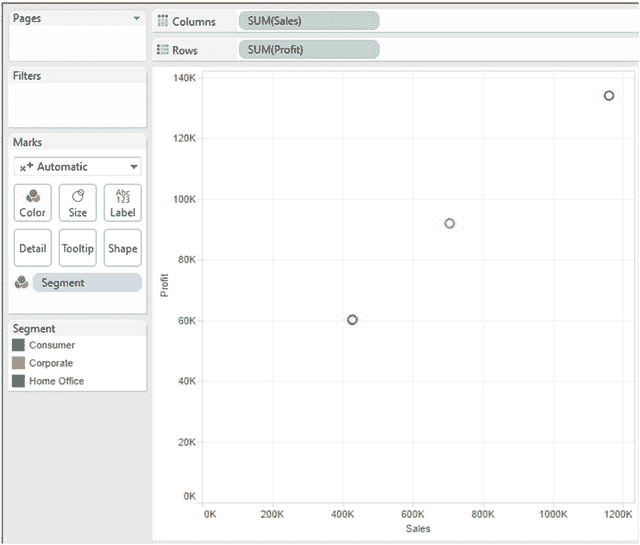 Pages
Columns
SUM(Sales)
Rows
SUM(Profit)
Filters
Marks
Automatic
Color
Size
Abc
123
Label
Detail
Tooltip
Shape
Segment
Segment
Consumer
Corporate
Home Office
140K
120K
100K
80K
60K
40K
20K
0K
Profit
0K
200K
400K
600K
800K
1000K
1200K
Sales